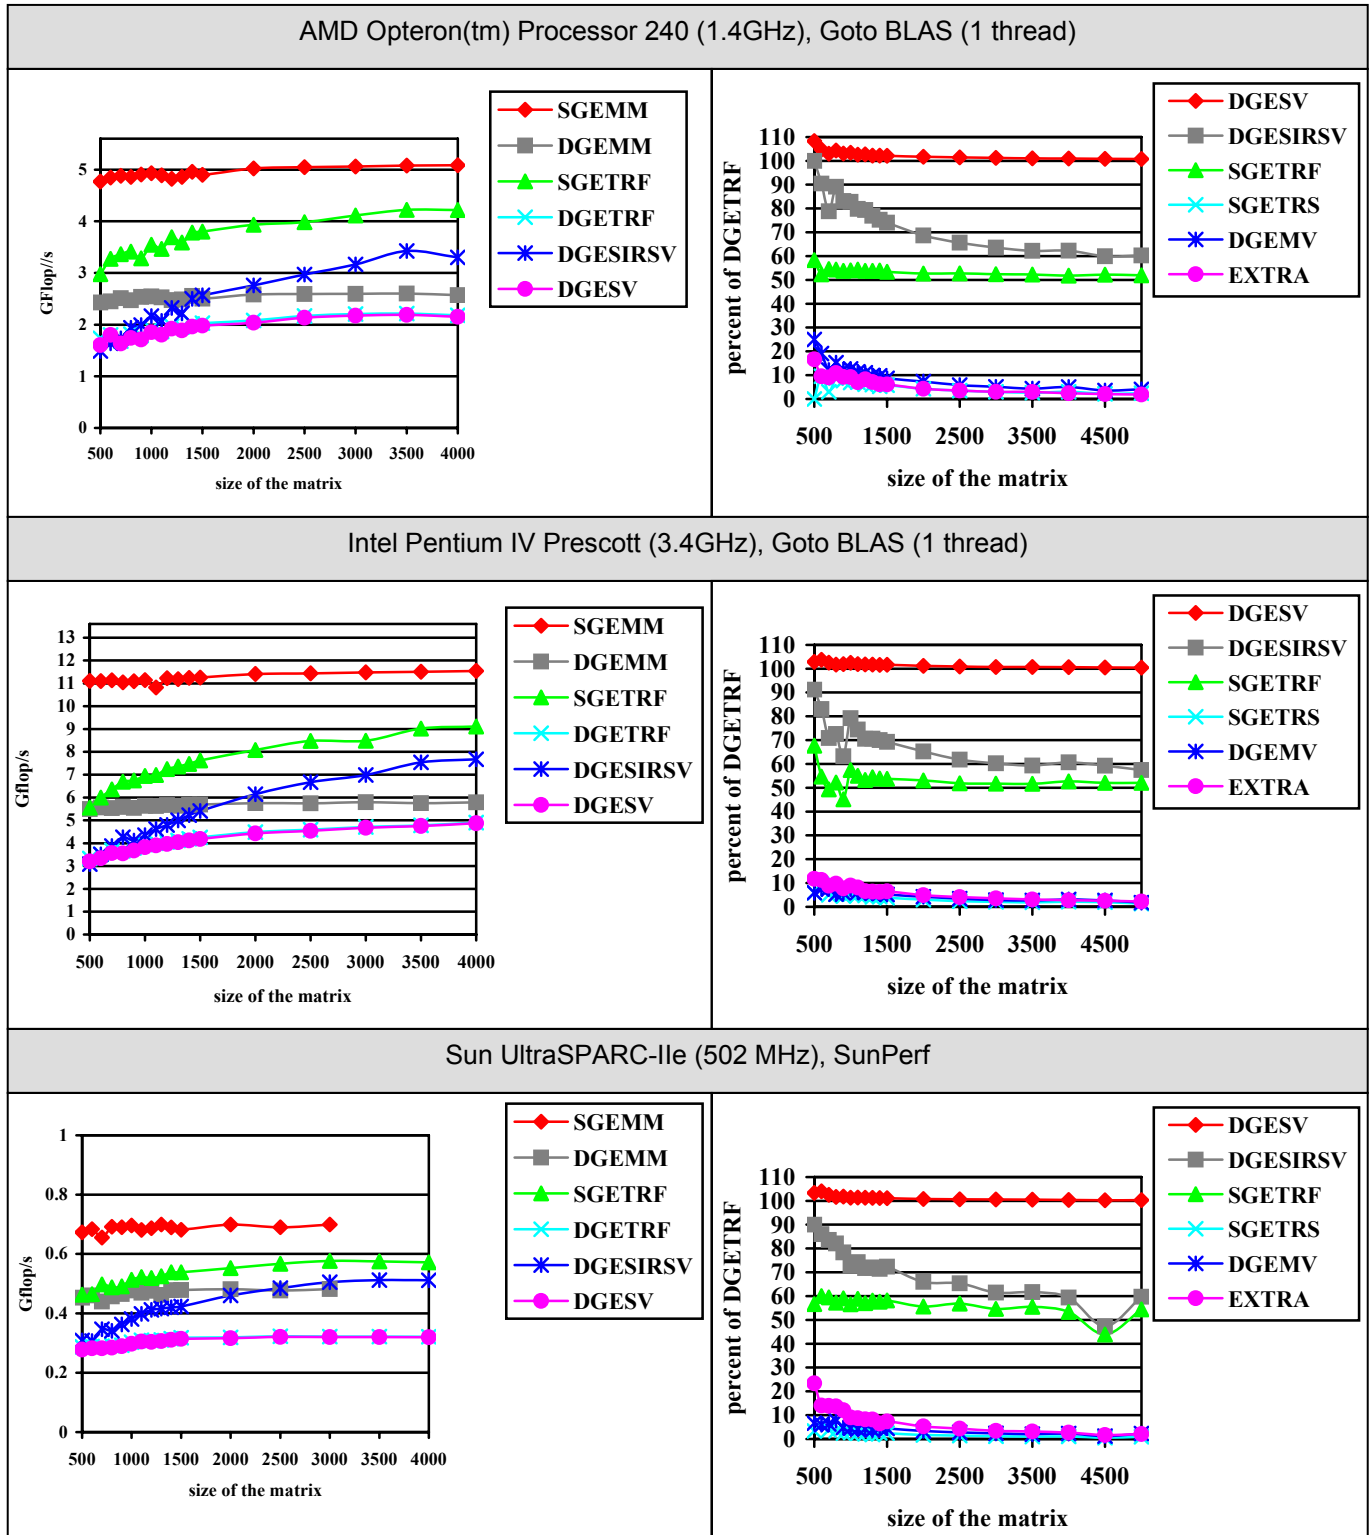 AMD Opteron(tm) Processor 240 (1.4GHz), Goto BLAS (1 thread)
GFlop//s
5
4
3
2
1
0
500 1000 1500 2000 2500 3000 3500 4000
size of the matrix
SGEMM
DGEMM
SGETRF
DGETRF
DGESIRSV
DGESV
percent of DGETRF
110
100
90
80
70
60
50
40
30
20
10
0
500 1500 2500 3500 4500
size of the matrix
DGESV
DGESIRSV
SGETRF
SGETRS
DGEMV
EXTRA
Intel Pentium IV Prescott (3.4GHz), Goto BLAS (1 thread)
Gflop/s
13
12
11
10
9
8
7
6
5
4
3
2
1
0
500 1000 1500 2000 2500 3000 3500 4000
size of the matrix
SGEMM
DGEMM
SGETRF
DGETRF
DGESIRSV
DGESV
percent of DGETRF
110
100
90
80
70
60
50
40
30
20
10
0
500 1500 2500 3500 4500
size of the matrix
DGESV
DGESIRSV
SGETRF
SGETRS
DGEMV
EXTRA
Sun UltraSPARC-IIe (502 MHz), SunPerf
Gflop/s
1
0.8
0.6
0.4
0.2
0
500 1000 1500 2000 2500 3000 3500 4000
size of the matrix
SGEMM
DGEMM
SGETRF
DGETRF
DGESIRSV
DGESV
percent of DGETRF
110
100
90
80
70
60
50
40
30
20
10
0
500 1500 2500 3500 4500
size of the matrix
DGESV
DGESIRSV
SGETRF
SGETRS
DGEMV
EXTRA